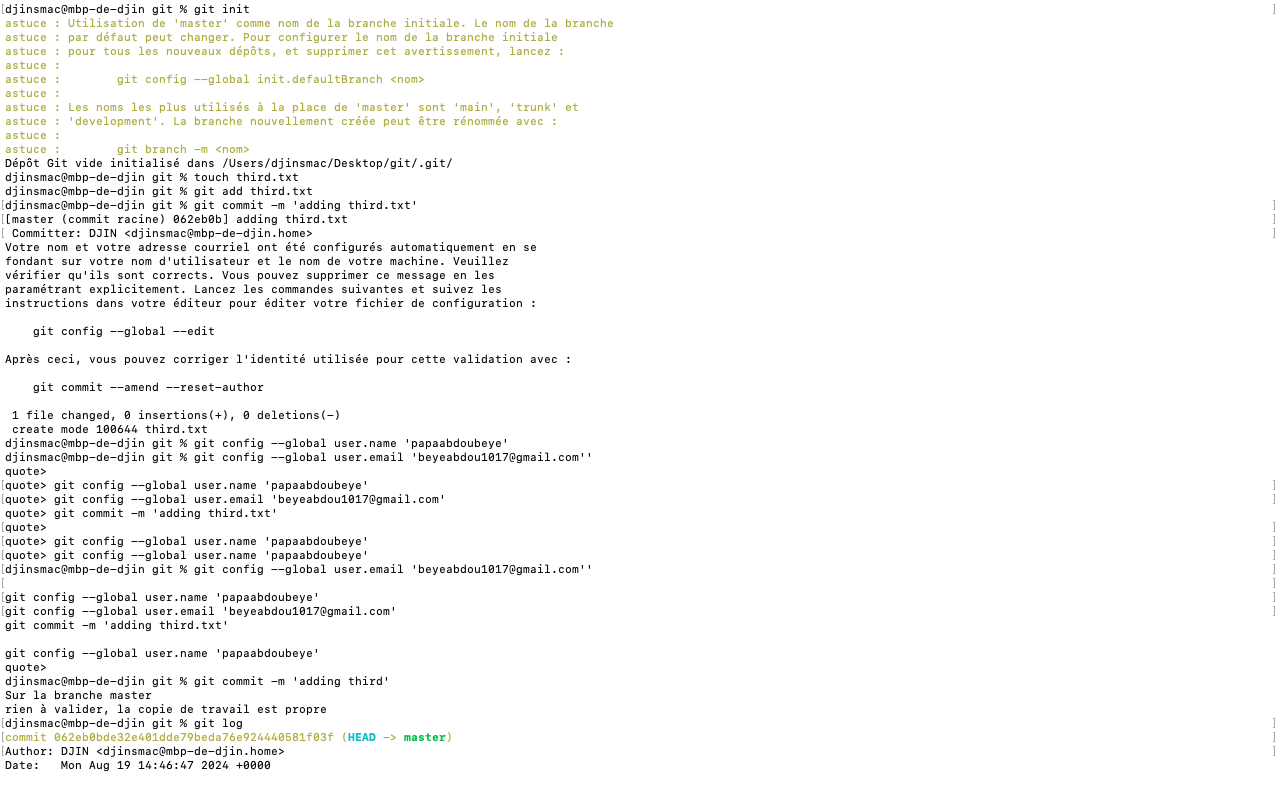 [djinsmac@mbp-de-djin git % git init ]
astuce : Utilisation de 'master' comme nom de la branche initiale. Le nom de la branche
astuce : par défaut peut changer. Pour configurer le nom de la branche initiale
astuce : pour tous les nouveaux dépôts, et supprimer cet avertissement, lancez :
astuce :
astuce :        git config --global init.defaultBranch <nom>
astuce :
astuce : Les noms les plus utilisés à la place de 'master' sont 'main', 'trunk' et
astuce : 'development'. La branche nouvellement créée peut être rénommée avec :
astuce :
astuce :        git branch -m <nom>
Dépôt Git vide initialisé dans /Users/djinsmac/Desktop/git/.git/
djinsmac@mbp-de-djin git % touch third.txt
djinsmac@mbp-de-djin git % git add third.txt
[djinsmac@mbp-de-djin git % git commit -m 'adding third.txt' ]
[[master (commit racine) 062eb0b] adding third.txt ]
[ Committer: DJIN <djinsmac@mbp-de-djin.home> ]
Votre nom et votre adresse courriel ont été configurés automatiquement en se
fondant sur votre nom d'utilisateur et le nom de votre machine. Veuillez
vérifier qu'ils sont corrects. Vous pouvez supprimer ce message en les
paramétrant explicitement. Lancez les commandes suivantes et suivez les
instructions dans votre éditeur pour éditer votre fichier de configuration :
    git config --global --edit
Après ceci, vous pouvez corriger l'identité utilisée pour cette validation avec :
    git commit --amend --reset-author
 1 file changed, 0 insertions(+), 0 deletions(-)
 create mode 100644 third.txt
djinsmac@mbp-de-djin git % git config --global user.name 'papaabdoubeye'
djinsmac@mbp-de-djin git % git config --global user.email 'beyeabdou1017@gmail.com''
quote>
[quote> git config --global user.name 'papaabdoubeye' ]
[quote> git config --global user.email 'beyeabdou1017@gmail.com' ]
quote> git commit -m 'adding third.txt'
[quote> ]
[quote> git config --global user.name 'papaabdoubeye' ]
[quote> git config --global user.name 'papaabdoubeye' ]
[djinsmac@mbp-de-djin git % git config --global user.email 'beyeabdou1017@gmail.com'' ]
[ ]
[git config --global user.name 'papaabdoubeye' ]
[git config --global user.email 'beyeabdou1017@gmail.com' ]
git commit -m 'adding third.txt'
git config --global user.name 'papaabdoubeye'
quote>
djinsmac@mbp-de-djin git % git commit -m 'adding third'
Sur la branche master
rien à valider, la copie de travail est propre
[djinsmac@mbp-de-djin git % git log ]
[commit 062eb0bde32e401dde79beda76e924440581f03f (HEAD -> master) ]
[Author: DJIN <djinsmac@mbp-de-djin.home> ]
Date:   Mon Aug 19 14:46:47 2024 +0000